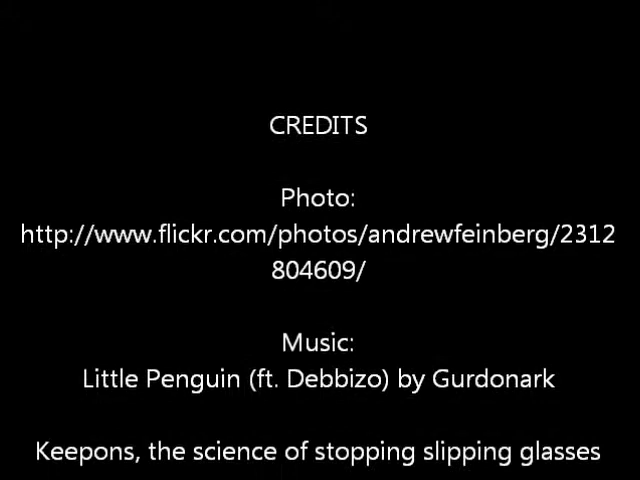 CREDITS
Photo:
http://www.flickr.com/photos/andrewfeinberg/2312
804609/
Music:
Little Penguin (ft. Debbizo) by Gurdonark
Keepons, the science of stopping slipping glasses